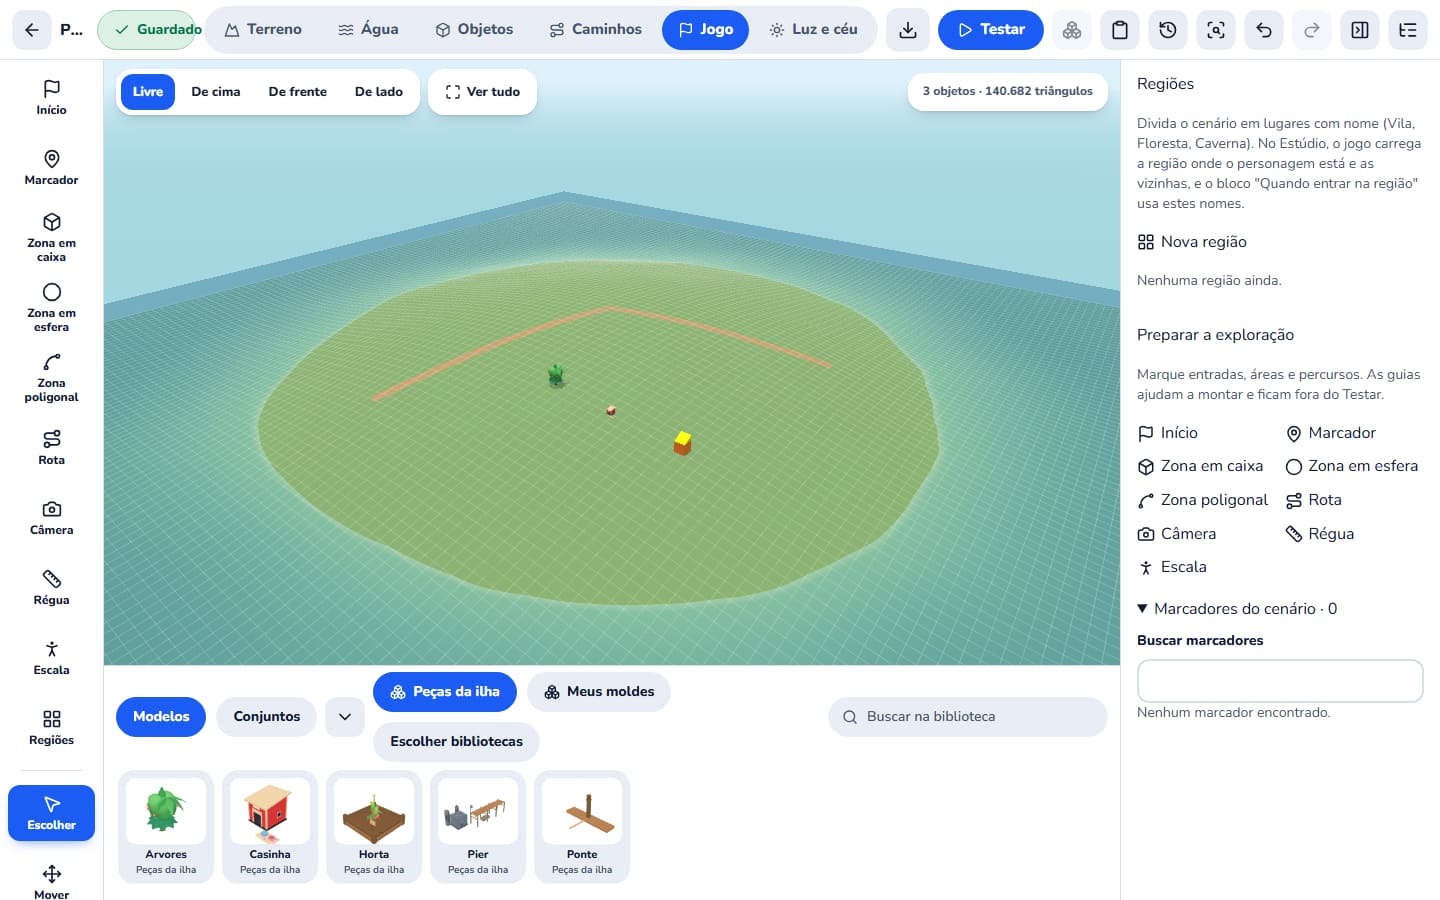 P...
Guardado
Terreno
Água
Objetos
Caminhos
Jogo
Luz e céu
Testar
Início
Marcador
Zona em
caixa
Zona em
esfera
Zona
poligonal
Rota
Câmera
Régua
Escala
Regiões
Escolher
Mover
Livre
De cima
De frente
De lado
Ver tudo
3 objetos · 140.682 triângulos
Modelos
Conjuntos
Peças da ilha
Meus moldes
Escolher bibliotecas
Buscar na biblioteca
Arvores
Peças da ilha
Casinha
Peças da ilha
Horta
Peças da ilha
Pier
Peças da ilha
Ponte
Peças da ilha
Regiões
Divida o cenário em lugares com nome (Vila,
Floresta, Caverna). No Estúdio, o jogo carrega
a região onde o personagem está e as
vizinhas, e o bloco "Quando entrar na região"
usa estes nomes.
Nova região
Nenhuma região ainda.
Preparar a exploração
Marque entradas, áreas e percursos. As guias
ajudam a montar e ficam fora do Testar.
Início
Marcador
Zona em caixa
Zona em esfera
Zona poligonal
Rota
Câmera
Régua
Escala
Marcadores do cenário · 0
Buscar marcadores
Nenhum marcador encontrado.